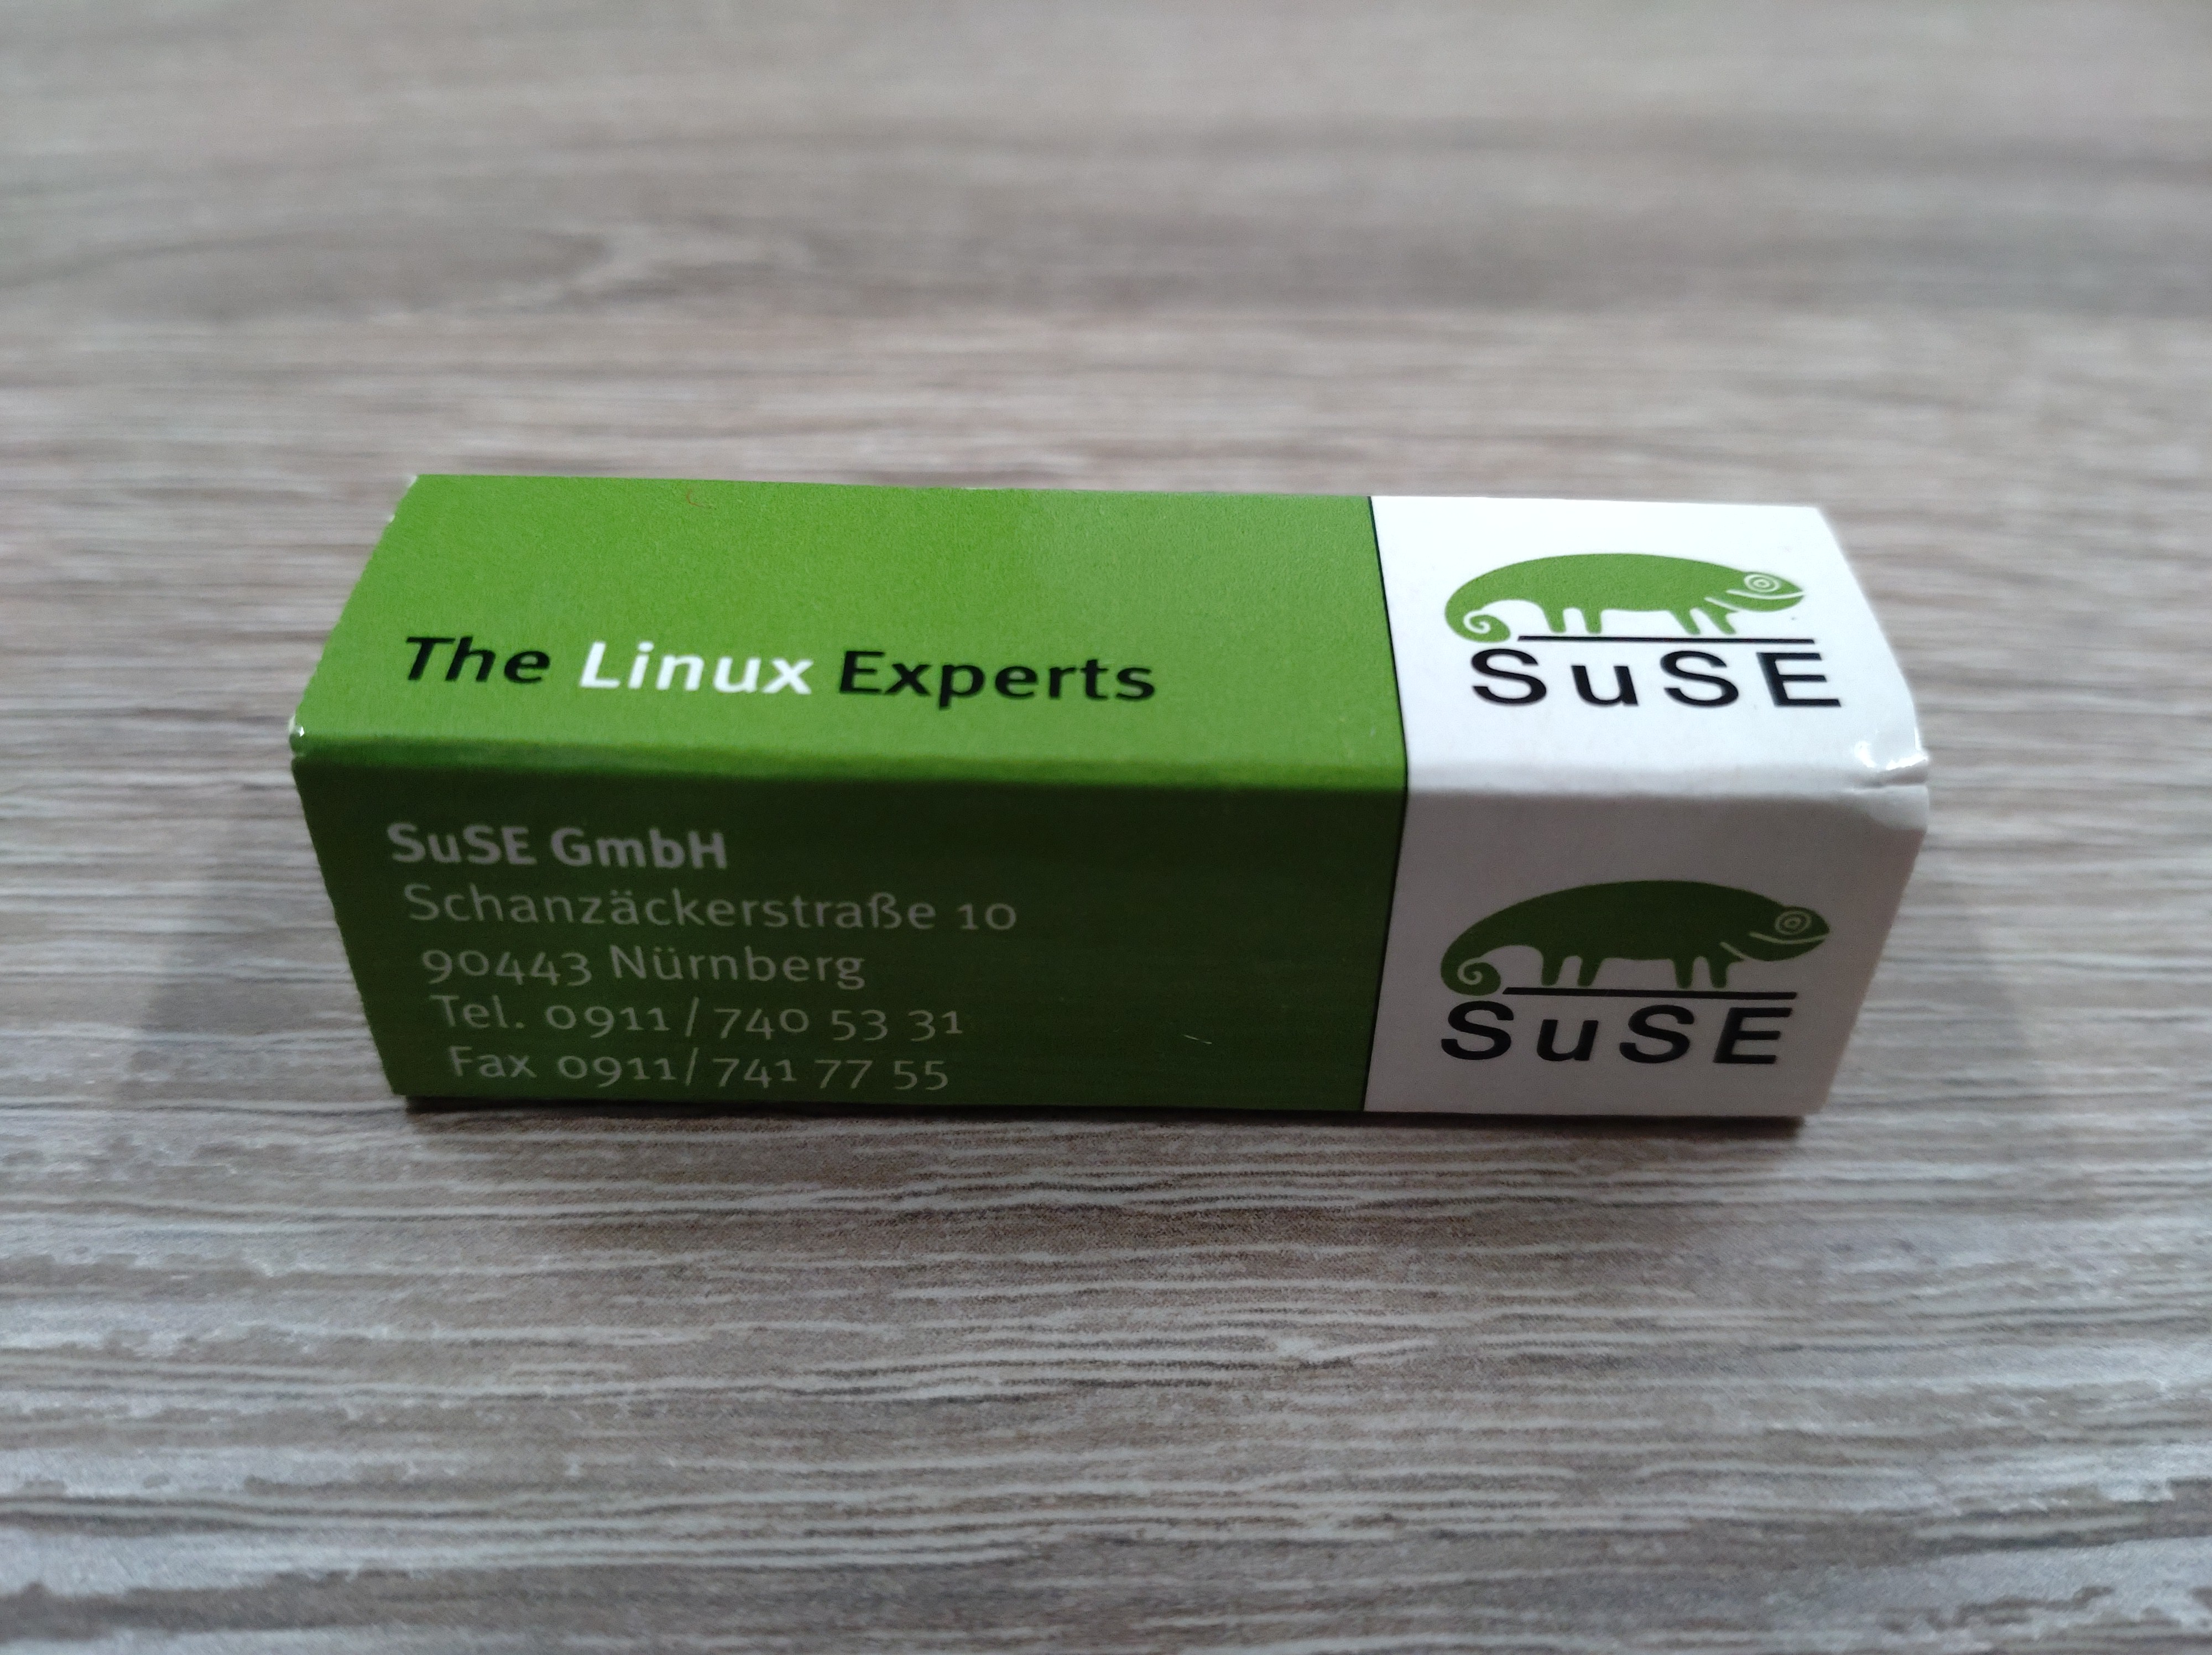 The Linux Experts
SuSE
SuSE GmbH
Schanzäckerstraße 10
90443 Nürnberg
Tel. 0911/740 53 31
Fax 0911/741 77 55
SuSE